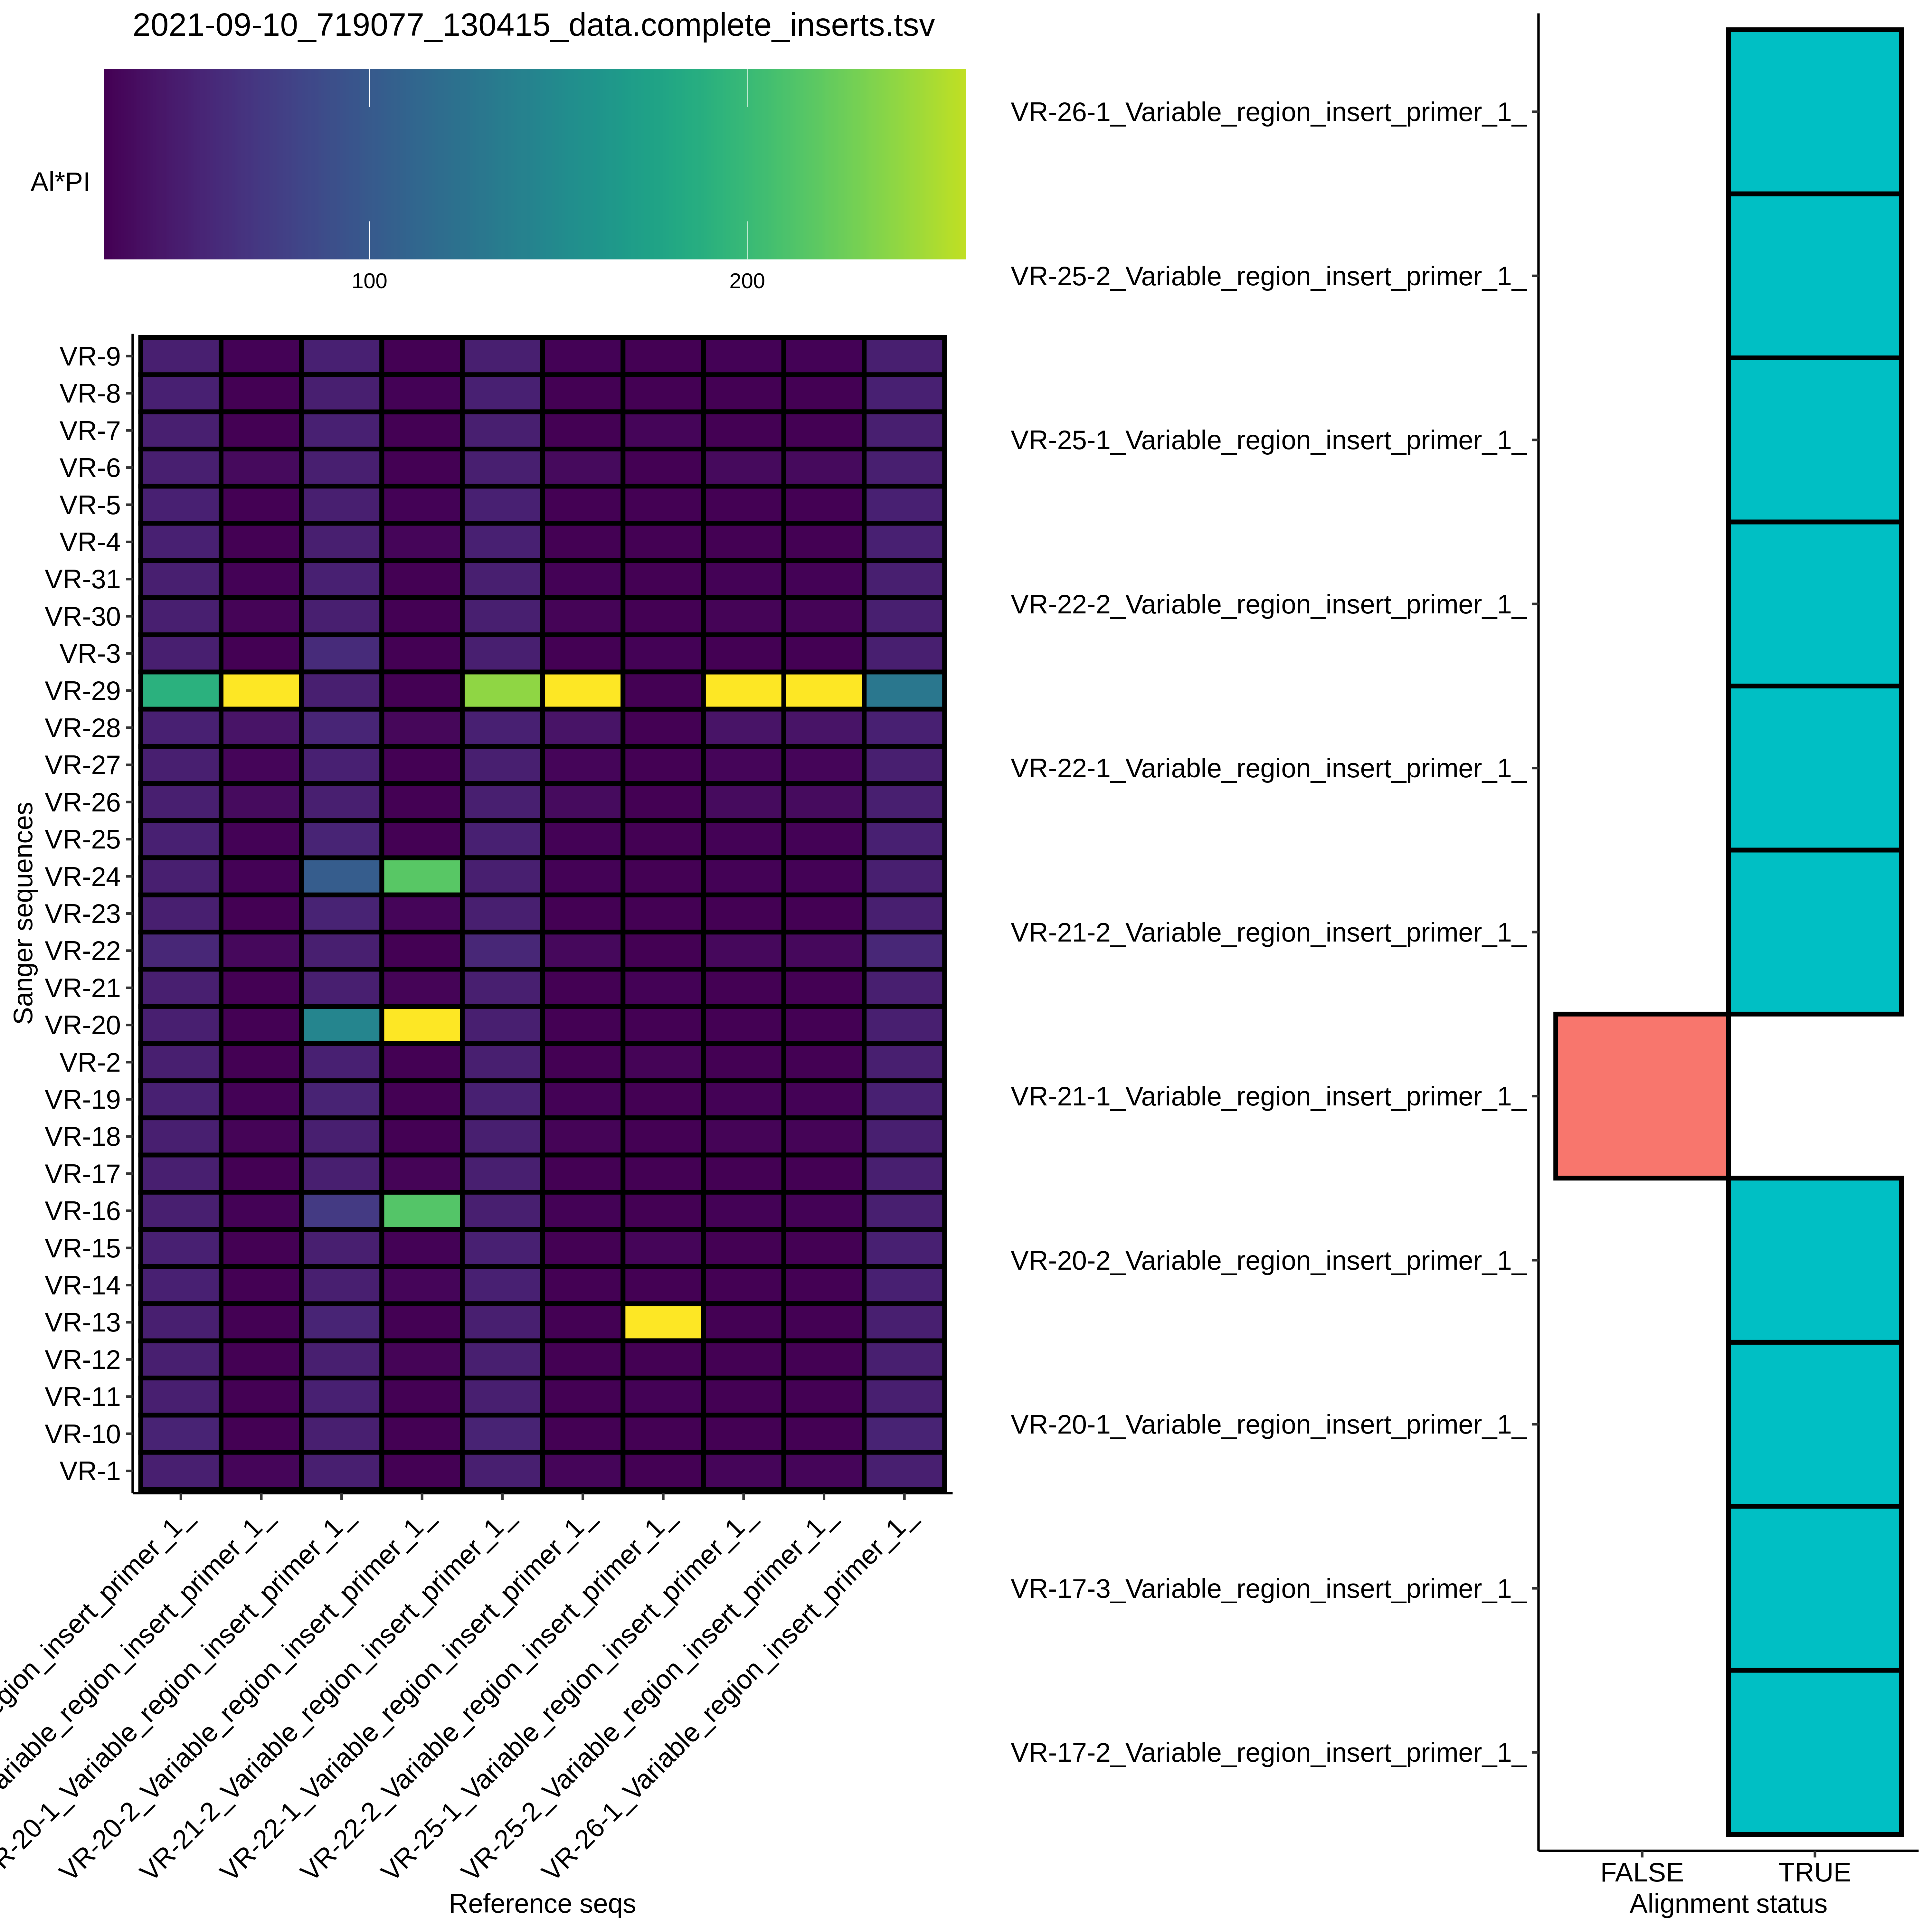 2021-09-10_719077_130415_data.complete_inserts.tsv
Al*PI
100
200
Sanger sequences
VR-9
VR-8
VR-7
VR-6
VR-5
VR-4
VR-31
VR-30
VR-3
VR-29
VR-28
VR-27
VR-26
VR-25
VR-24
VR-23
VR-22
VR-21
VR-20
VR-2
VR-19
VR-18
VR-17
VR-16
VR-15
VR-14
VR-13
VR-12
VR-11
VR-10
VR-1
egion_insert_primer_1_
ariable_region_insert_primer_1_
R-20-1_Variable_region_insert_primer_1_
VR-20-2_Variable_region_insert_primer_1_
VR-21-2_Variable_region_insert_primer_1_
VR-22-1_Variable_region_insert_primer_1_
VR-22-2_Variable_region_insert_primer_1_
VR-25-1_Variable_region_insert_primer_1_
VR-25-2_Variable_region_insert_primer_1_
VR-26-1_Variable_region_insert_primer_1_
Reference seqs
VR-26-1_Variable_region_insert_primer_1_
VR-25-2_Variable_region_insert_primer_1_
VR-25-1_Variable_region_insert_primer_1_
VR-22-2_Variable_region_insert_primer_1_
VR-22-1_Variable_region_insert_primer_1_
VR-21-2_Variable_region_insert_primer_1_
VR-21-1_Variable_region_insert_primer_1_
VR-20-2_Variable_region_insert_primer_1_
VR-20-1_Variable_region_insert_primer_1_
VR-17-3_Variable_region_insert_primer_1_
VR-17-2_Variable_region_insert_primer_1_
FALSE TRUE
Alignment status